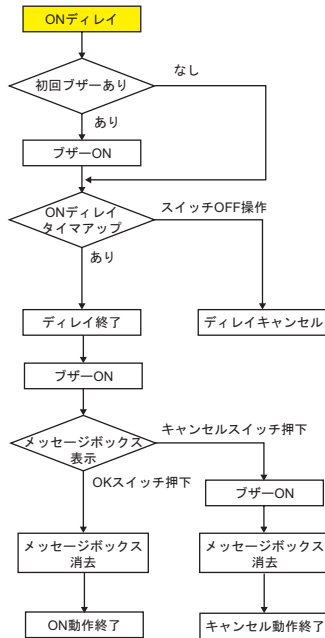 ONディレイ
初回ブザーあり
なし
あり
ブザーON
ONディレイ
タイマアップ
スイッチOFF操作
あり
ディレイ終了
ディレイキャンセル
ブザーON
メッセージボックス
表示
キャンセルスイッチ押下
OKスイッチ押下
ブザーON
メッセージボックス
消去
メッセージボックス
消去
ON動作終了
キャンセル動作終了